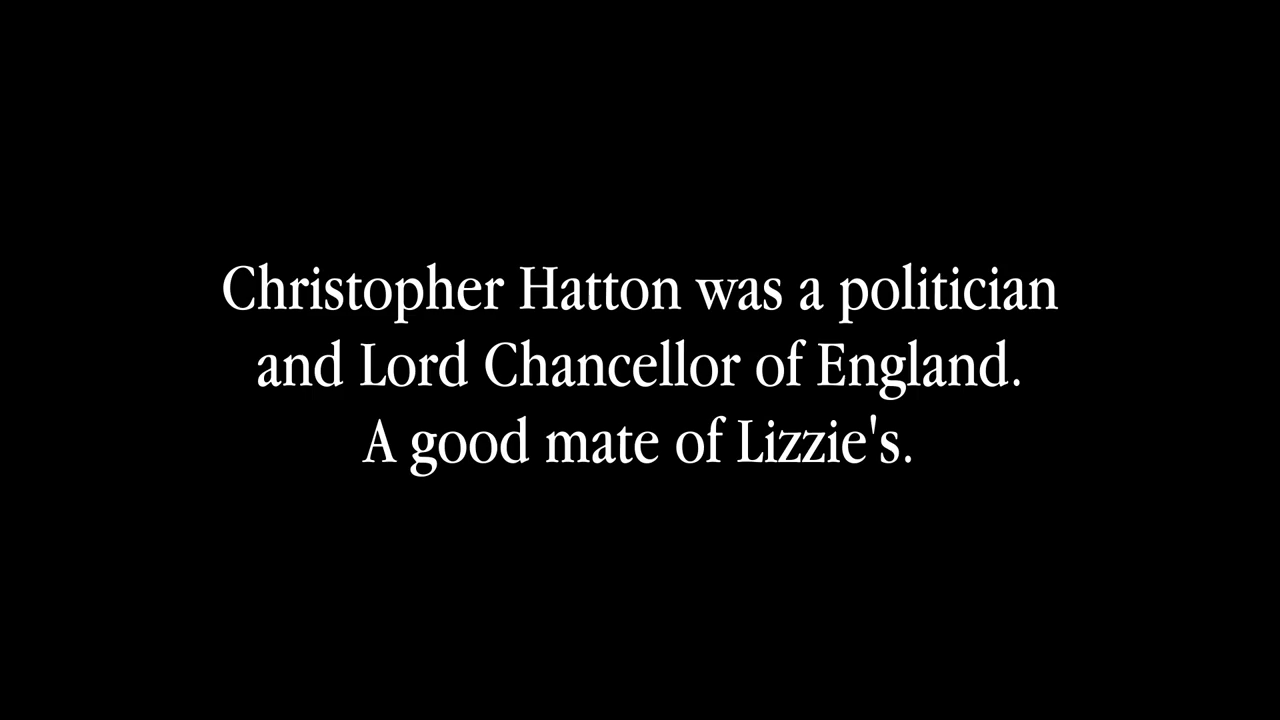 Christopher Hatton was a politician
and Lord Chancellor of England.
A good mate of Lizzie's.